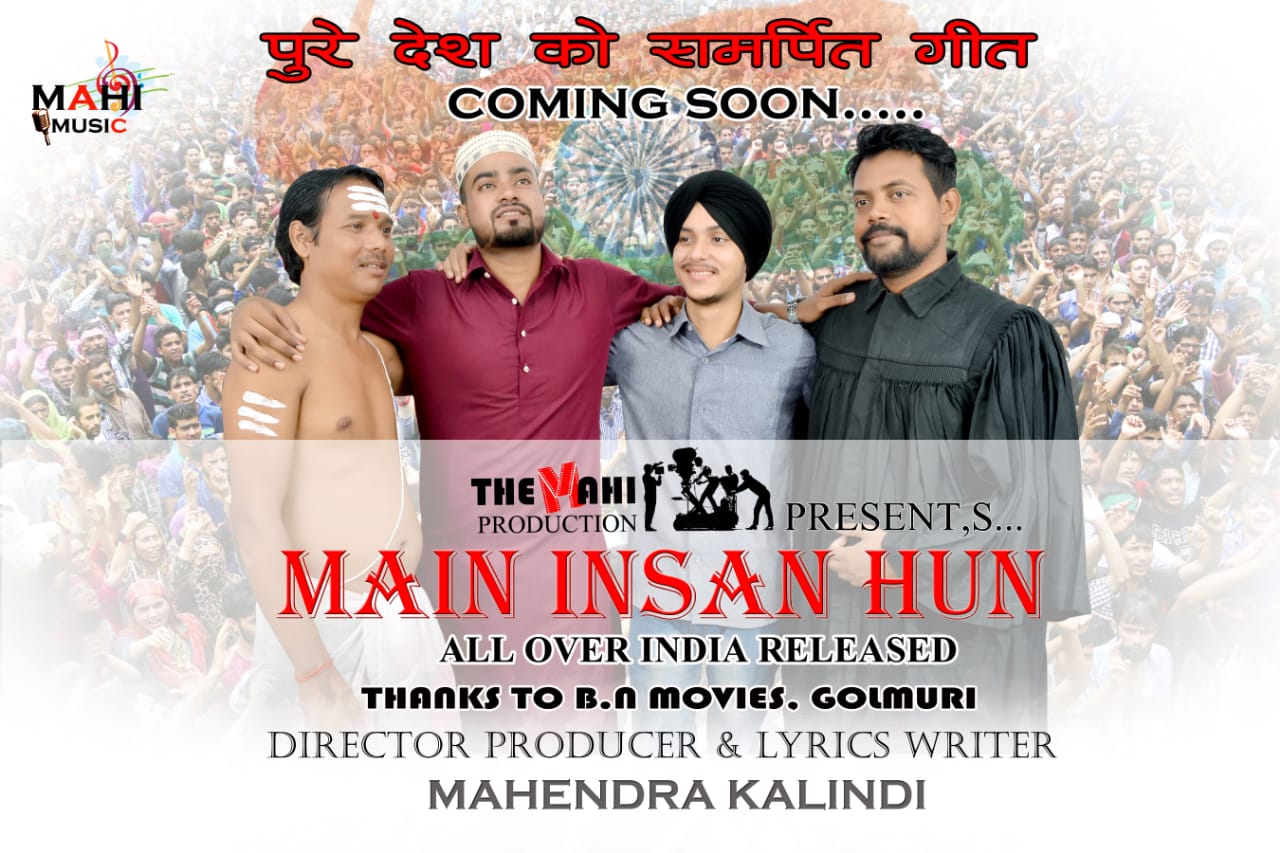 पुरे देश को समर्पित गीत
COMING SOON.....
MAHI
MUSIC
THE MAHI
PRODUCTION
PRESENT,S...
MAIN INSAN HUN
ALL OVER INDIA RELEASED
THANKS TO B.N MOVIES, GOLMURI
DIRECTOR PRODUCER & LYRICS WRITER
MAHENDRA KALINDI